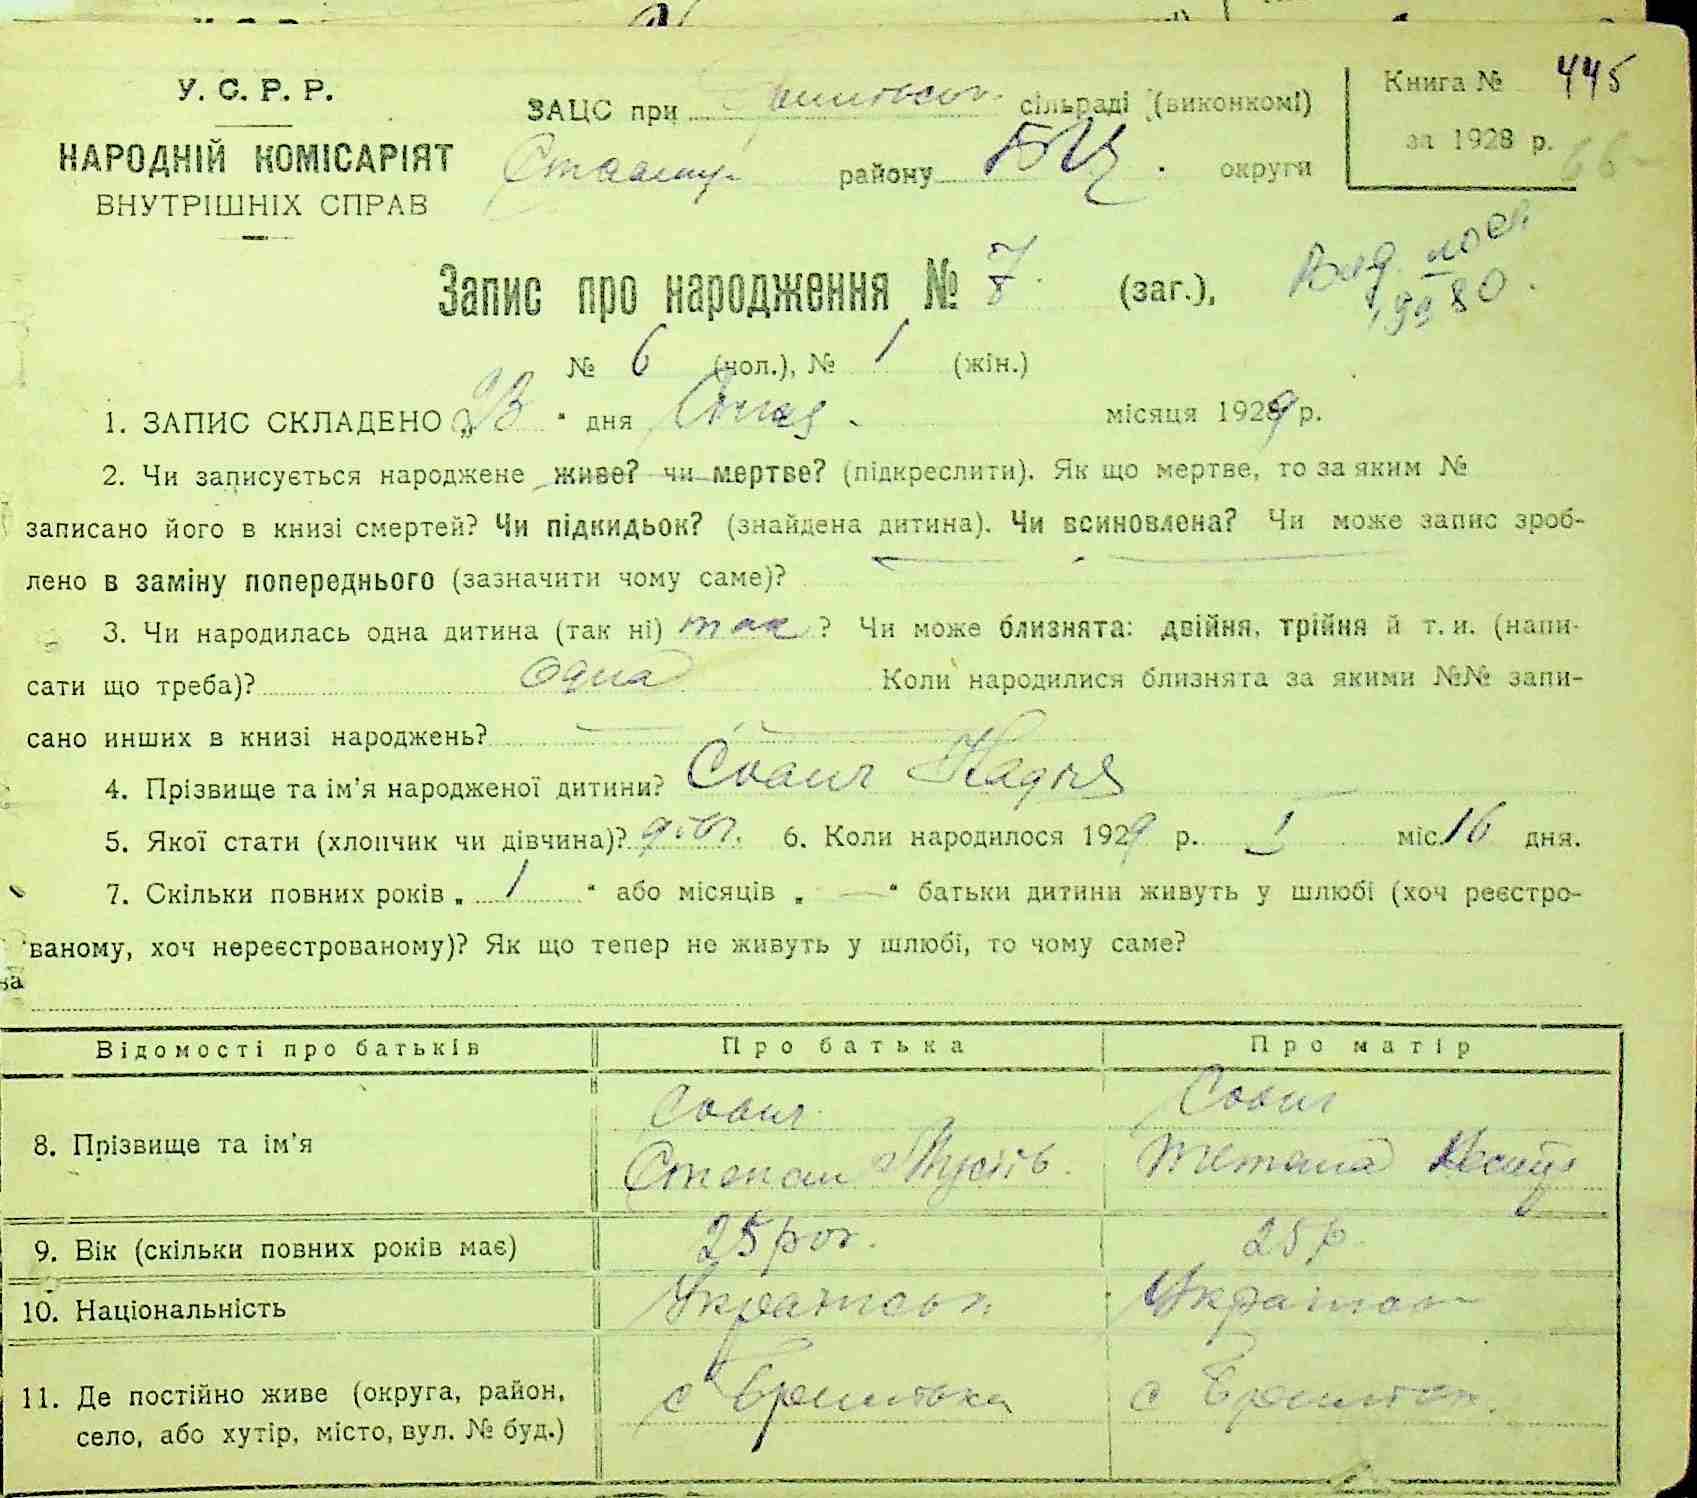 445
У. С. Р. Р.
ЗАЦС при сільраді (виконкомі)
Книга №
НАРОДНІЙ КОМІСАРІЯТ
району БЦ. округи
за 1928 р. 66
ВНУТРІШНІХ СПРАВ
Запис про народження № 7. (заг.),
№ 6 (чол.), № 1 (жін.)
1. ЗАПИС СКЛАДЕНО „23“ дня Січня. місяця 1929 р.
2. Чи записується народжене живе? чи мертве? (підкреслити). Як що мертве, то за яким №
записано його в книзі смертей? Чи підкидьок? (знайдена дитина). Чи всиновлена? Чи може запис зроб-
лено в заміну попереднього (зазначити чому саме)?
3. Чи народилась одна дитина (так ні) так? Чи може близнята: двійня, трійня й т. и. (напи-
сати що треба)? одна Коли народилися близнята за якими №№ запи-
сано инших в книзі народжень? —
4. Прізвище та ім’я народженої дитини? Надія
5. Якої стати (хлопчик чи дівчина)? дівч. 6. Коли народилося 1929 р. I міс. 16 дня.
7. Скільки повних років „ 1 “ або місяців „ — “ батьки дитини живуть у шлюбі (хоч реєстро-
ваному, хоч нереєстрованому)? Як що тепер не живуть у шлюбі, то чому саме?
Відомості про батьків Про батька Про матір
8. Прізвище та ім’я Степан Тетяна
9. Вік (скільки повних років має) 25 рок. 25 р.
10. Національність
11. Де постійно живе (округа, район,
село, або хутір, місто, вул. № буд.)